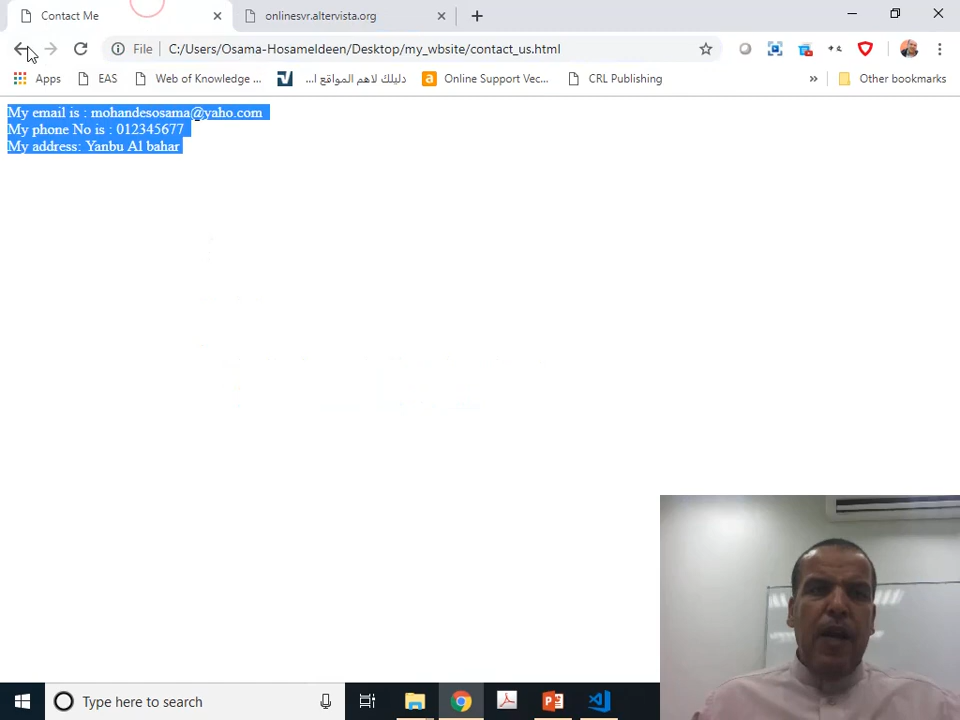 Contact Me
onlinesvr.altervista.org
File C:/Users/Osama-Hosameldeen/Desktop/my_wbsite/contact_us.html
Apps EAS Web of Knowledge ... دليلك لاهم المواقع ا... Online Support Vec... CRL Publishing » Other bookmarks
My email is : mohandesosama@yaho.com
My phone No is : 012345677
My address: Yanbu Al bahar
Type here to search